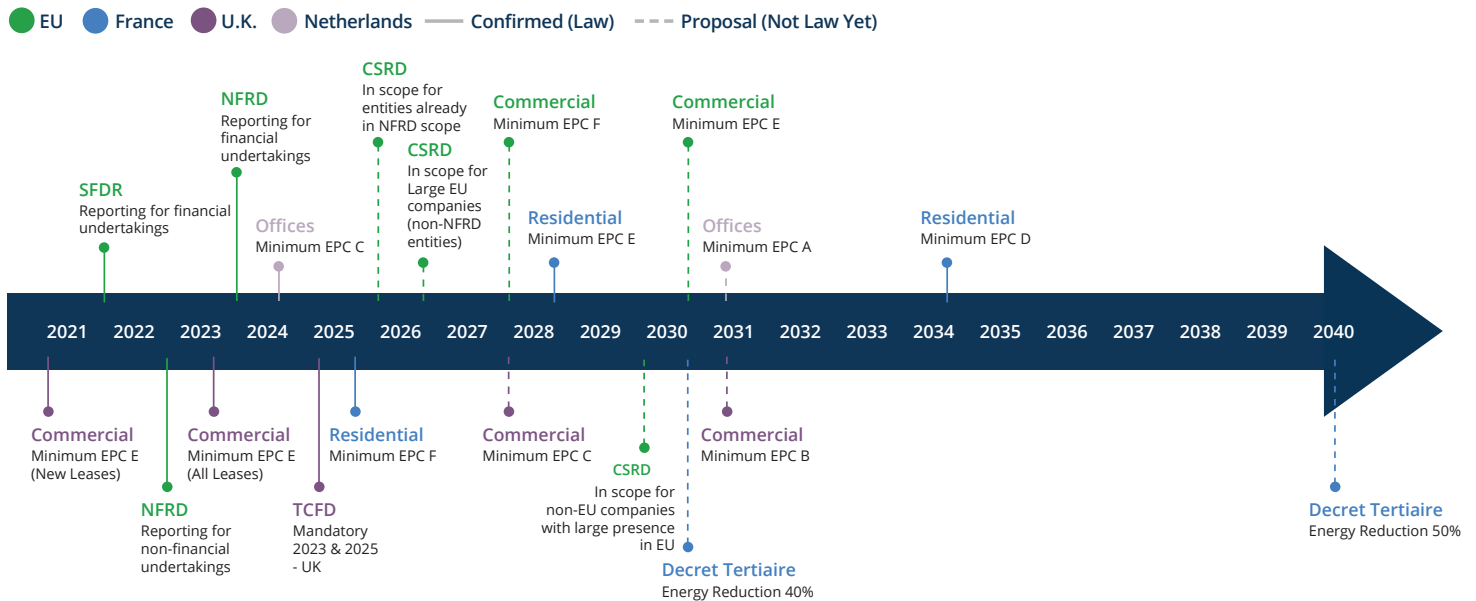 EU France U.K. Netherlands Confirmed (Law) Proposal (Not Law Yet)
CSRD
In scope for
entities already
in NFRD scope
NFRD
Reporting for
financial
undertakings
Commercial
Minimum EPC F
Commercial
Minimum EPC E
CSRD
In scope for
Large EU
companies
(non-NFRD
entities)
SFDR
Reporting for financial
undertakings
Offices
Minimum EPC C
Residential
Minimum EPC E
Offices
Minimum EPC A
Residential
Minimum EPC D
2021 2022 2023 2024 2025 2026 2027 2028 2029 2030 2031 2032 2033 2034 2035 2036 2037 2038 2039 2040
Commercial
Minimum EPC E
(New Leases)
Commercial
Minimum EPC E
(All Leases)
Residential
Minimum EPC F
Commercial
Minimum EPC C
Commercial
Minimum EPC B
CSRD
In scope for
non-EU companies
with large presence
in EU
NFRD
Reporting for
non-financial
undertakings
TCFD
Mandatory
2023 & 2025
- UK
Decret Tertiaire
Energy Reduction 40%
Decret Tertiaire
Energy Reduction 50%